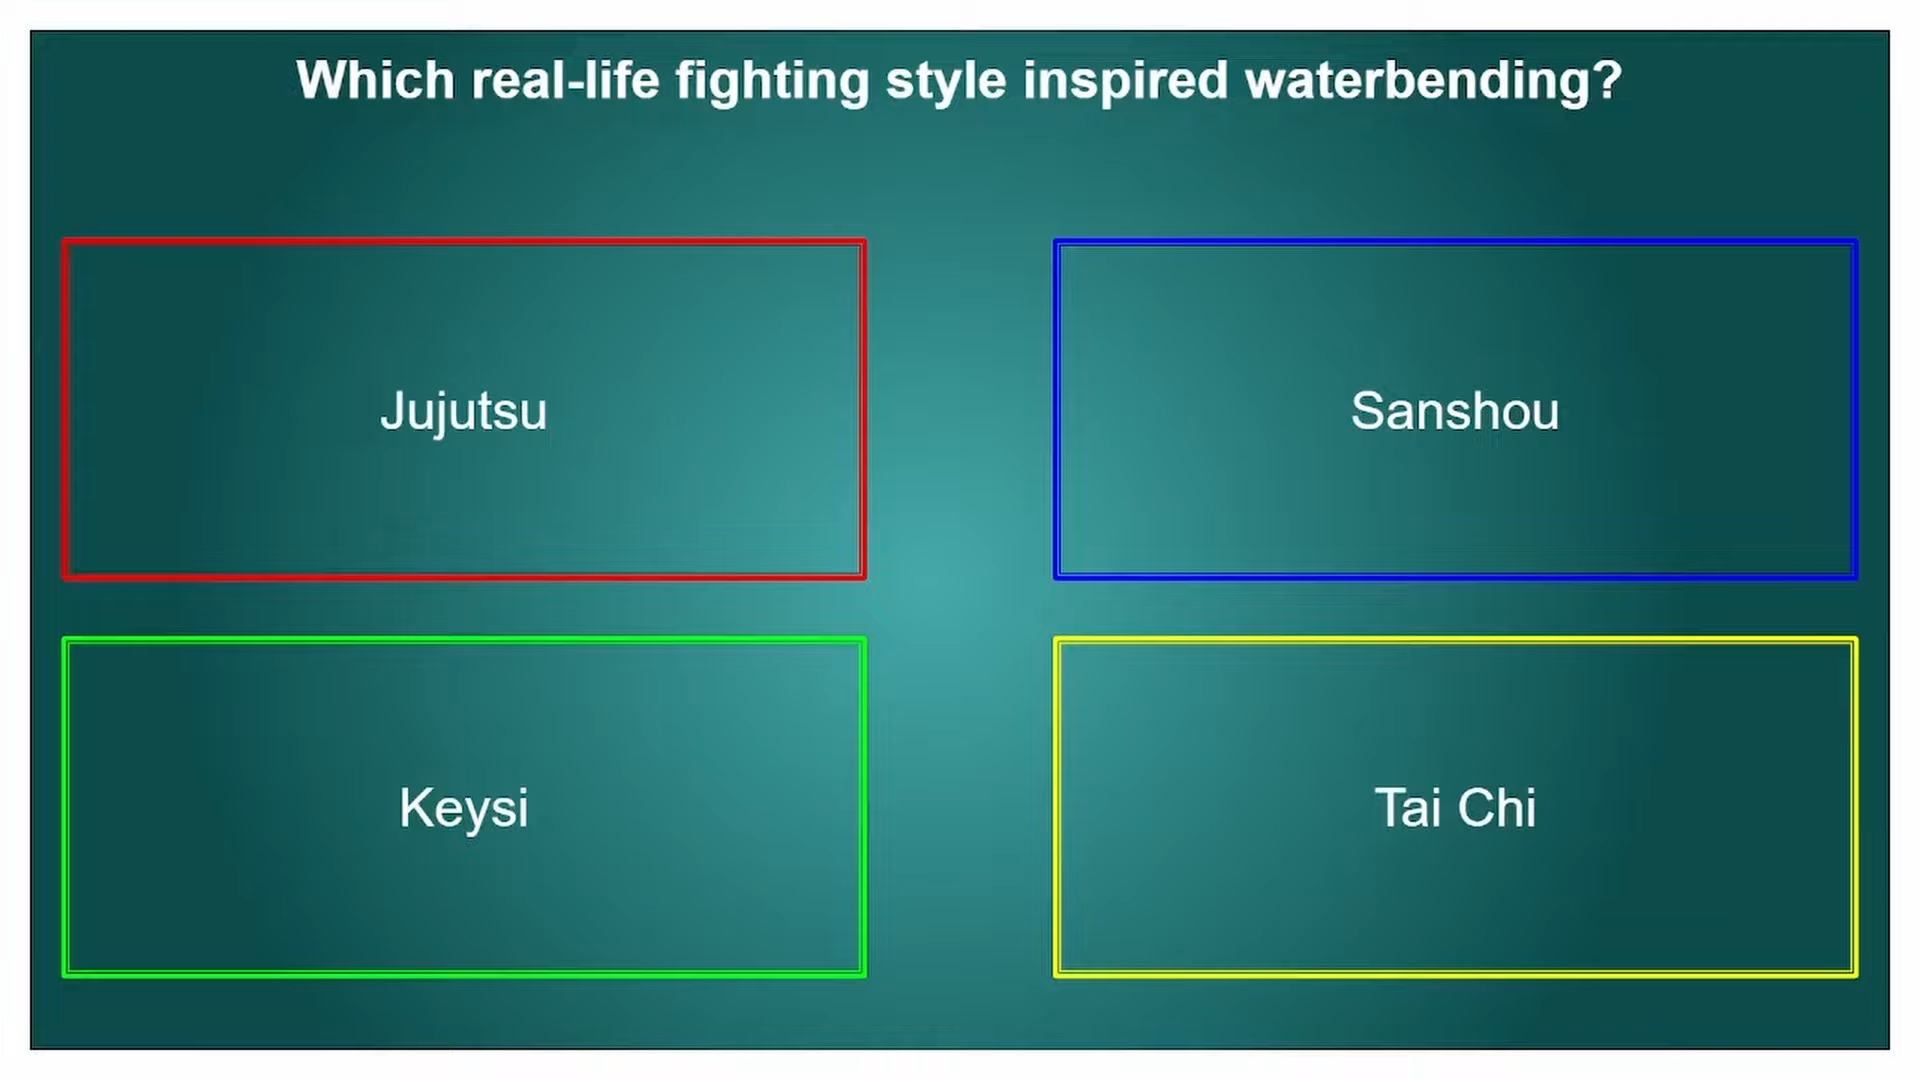 Which real-life fighting style inspired waterbending?
Jujutsu
Sanshou
Keysi
Tai Chi